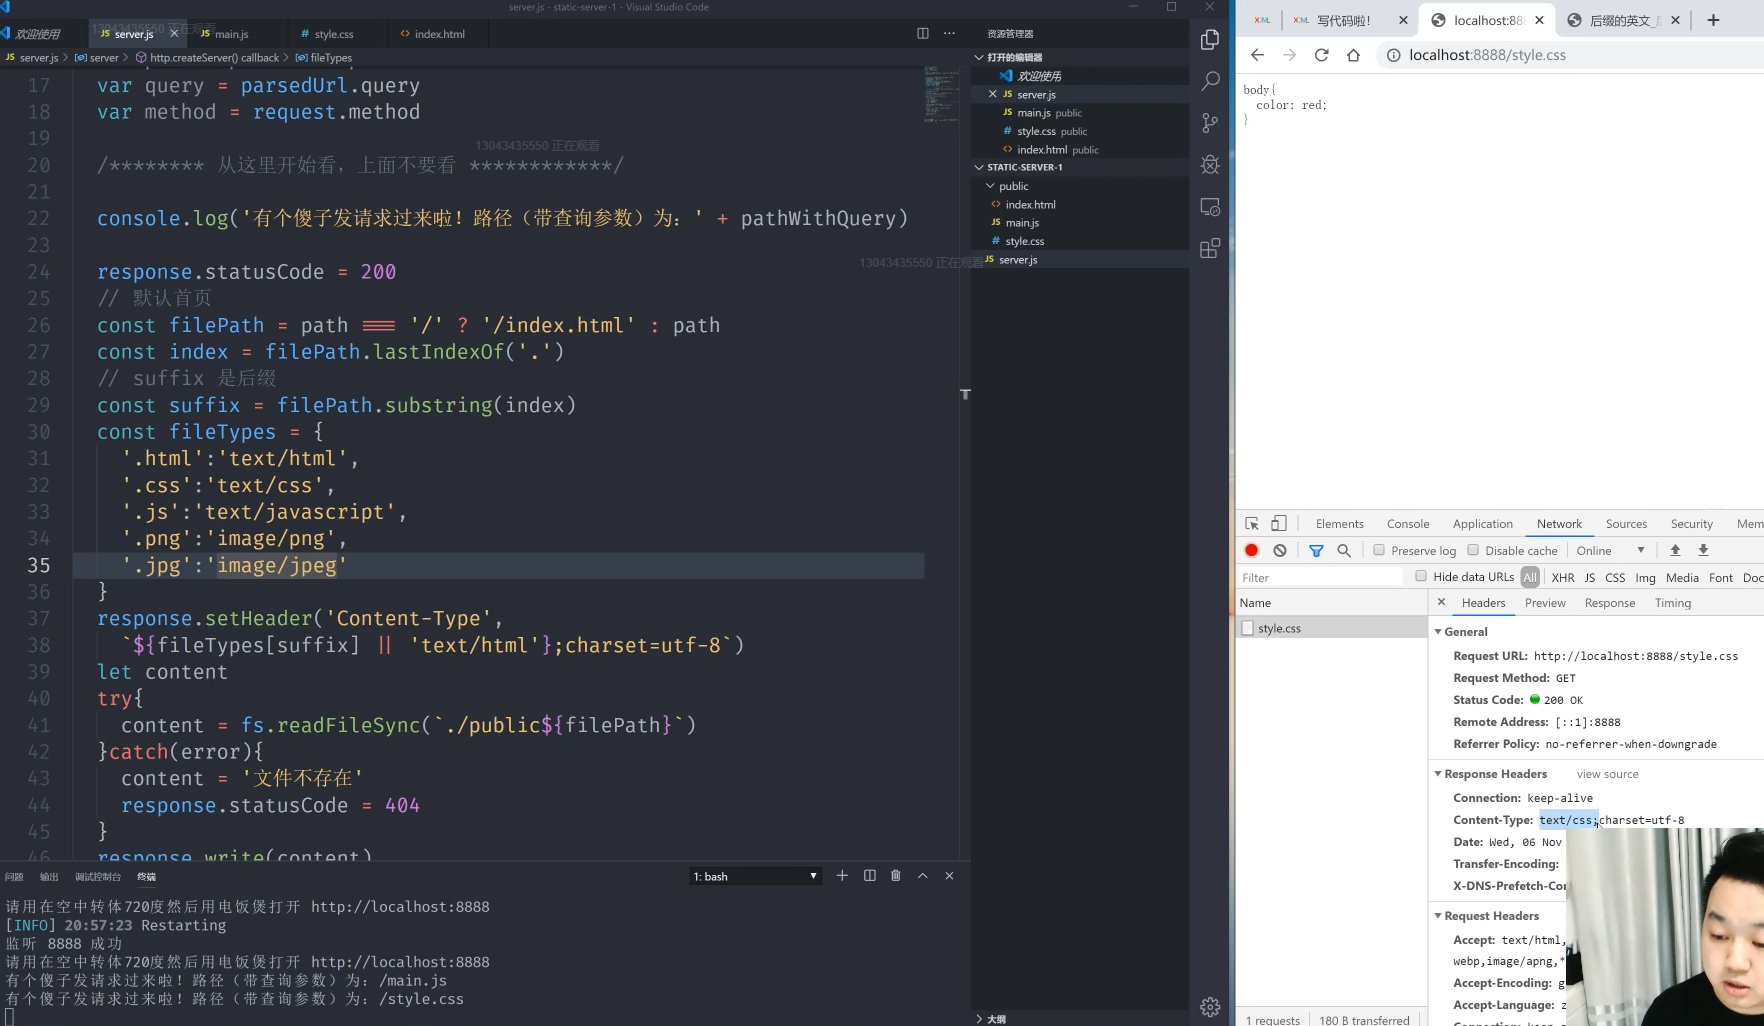 server.js - static-server-1 - Visual Studio Code
欢迎使用
server.js
main.js
style.css
index.html
13043435550 正在观看
server.js > server > http.createServer() callback > fileTypes
17 var query = parsedUrl.query
18 var method = request.method
19
13043435550 正在观看
20 /******** 从这里开始看，上面不要看 ************/
21
22 console.log('有个傻子发请求过来啦！路径（带查询参数）为：' + pathWithQuery)
23
13043435550 正在观看
24 response.statusCode = 200
25 // 默认首页
26 const filePath = path === '/' ? '/index.html' : path
27 const index = filePath.lastIndexOf('.')
28 // suffix 是后缀
29 const suffix = filePath.substring(index)
30 const fileTypes = {
31 '.html':'text/html',
32 '.css':'text/css',
33 '.js':'text/javascript',
34 '.png':'image/png',
35 '.jpg':'image/jpeg'
36 }
37 response.setHeader('Content-Type',
38 `${fileTypes[suffix] || 'text/html'};charset=utf-8`)
39 let content
40 try{
41 content = fs.readFileSync(`./public${filePath}`)
42 }catch(error){
43 content = '文件不存在'
44 response.statusCode = 404
45 }
46 response.write(content)
问题 输出 调试控制台 终端
1: bash
请用在空中转体720度然后用电饭煲打开 http://localhost:8888
[INFO] 20:57:23 Restarting
监听 8888 成功
请用在空中转体720度然后用电饭煲打开 http://localhost:8888
有个傻子发请求过来啦！路径（带查询参数）为：/main.js
有个傻子发请求过来啦！路径（带查询参数）为：/style.css
资源管理器
打开的编辑器
欢迎使用
server.js
main.js public
style.css public
index.html public
STATIC-SERVER-1
public
index.html
main.js
style.css
server.js
大纲
XML
XML 写代码啦！
localhost:888
后缀的英文_
localhost:8888/style.css
body{
color: red;
}
Elements Console Application Network Sources Security Mem
Preserve log Disable cache Online
Filter
Hide data URLs All XHR JS CSS Img Media Font Doc
Name
style.css
Headers Preview Response Timing
General
Request URL: http://localhost:8888/style.css
Request Method: GET
Status Code: 200 OK
Remote Address: [::1]:8888
Referrer Policy: no-referrer-when-downgrade
Response Headers view source
Connection: keep-alive
Content-Type: text/css;charset=utf-8
Date: Wed, 06 Nov
Transfer-Encoding:
X-DNS-Prefetch-Con
Request Headers
Accept: text/html,
webp,image/apng,*
Accept-Encoding: g
Accept-Language: z
Connection: keep-a
1 requests 180 B transferred